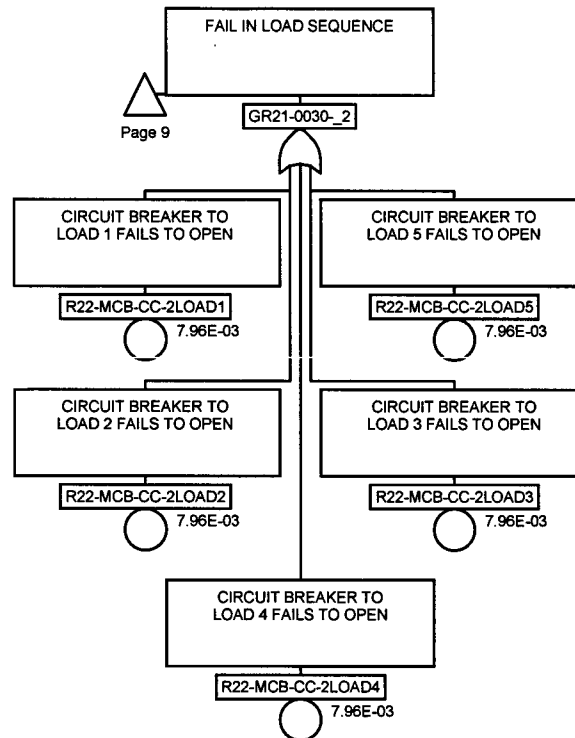 FAIL IN LOAD SEQUENCE
Page 9
GR21-0030-_2
CIRCUIT BREAKER TO
LOAD 1 FAILS TO OPEN
R22-MCB-CC-2LOAD1
7.96E-03
CIRCUIT BREAKER TO
LOAD 5 FAILS TO OPEN
R22-MCB-CC-2LOAD5
7.96E-03
CIRCUIT BREAKER TO
LOAD 2 FAILS TO OPEN
R22-MCB-CC-2LOAD2
7.96E-03
CIRCUIT BREAKER TO
LOAD 3 FAILS TO OPEN
R22-MCB-CC-2LOAD3
7.96E-03
CIRCUIT BREAKER TO
LOAD 4 FAILS TO OPEN
R22-MCB-CC-2LOAD4
7.96E-03